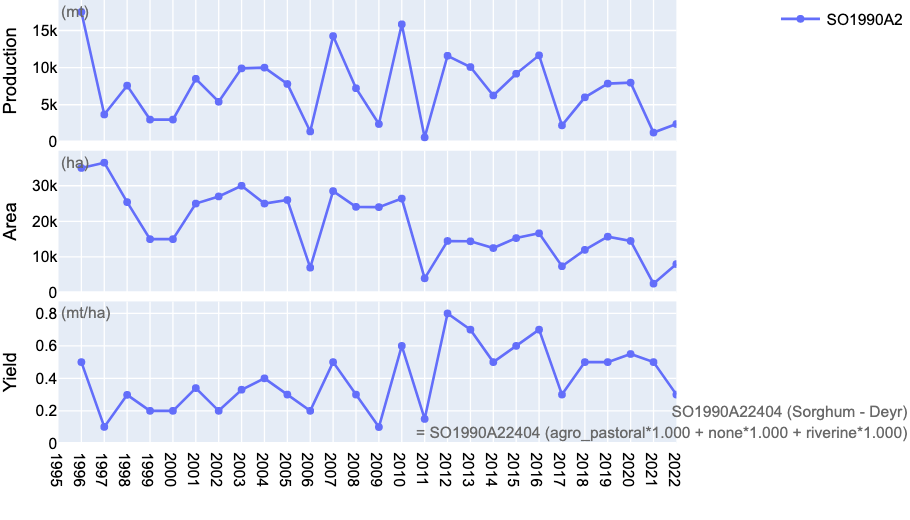 (mt)
SO1990A2
Production
15k
10k
5k
0
(ha)
Area
30k
20k
10k
0
(mt/ha)
Yield
0.8
0.6
0.4
0.2
0
SO1990A22404 (Sorghum - Deyr)
= SO1990A22404 (agro_pastoral*1.000 + none*1.000 + riverine*1.000)
1995 1996 1997 1998 1999 2000 2001 2002 2003 2004 2005 2006 2007 2008 2009 2010 2011 2012 2013 2014 2015 2016 2017 2018 2019 2020 2021 2022